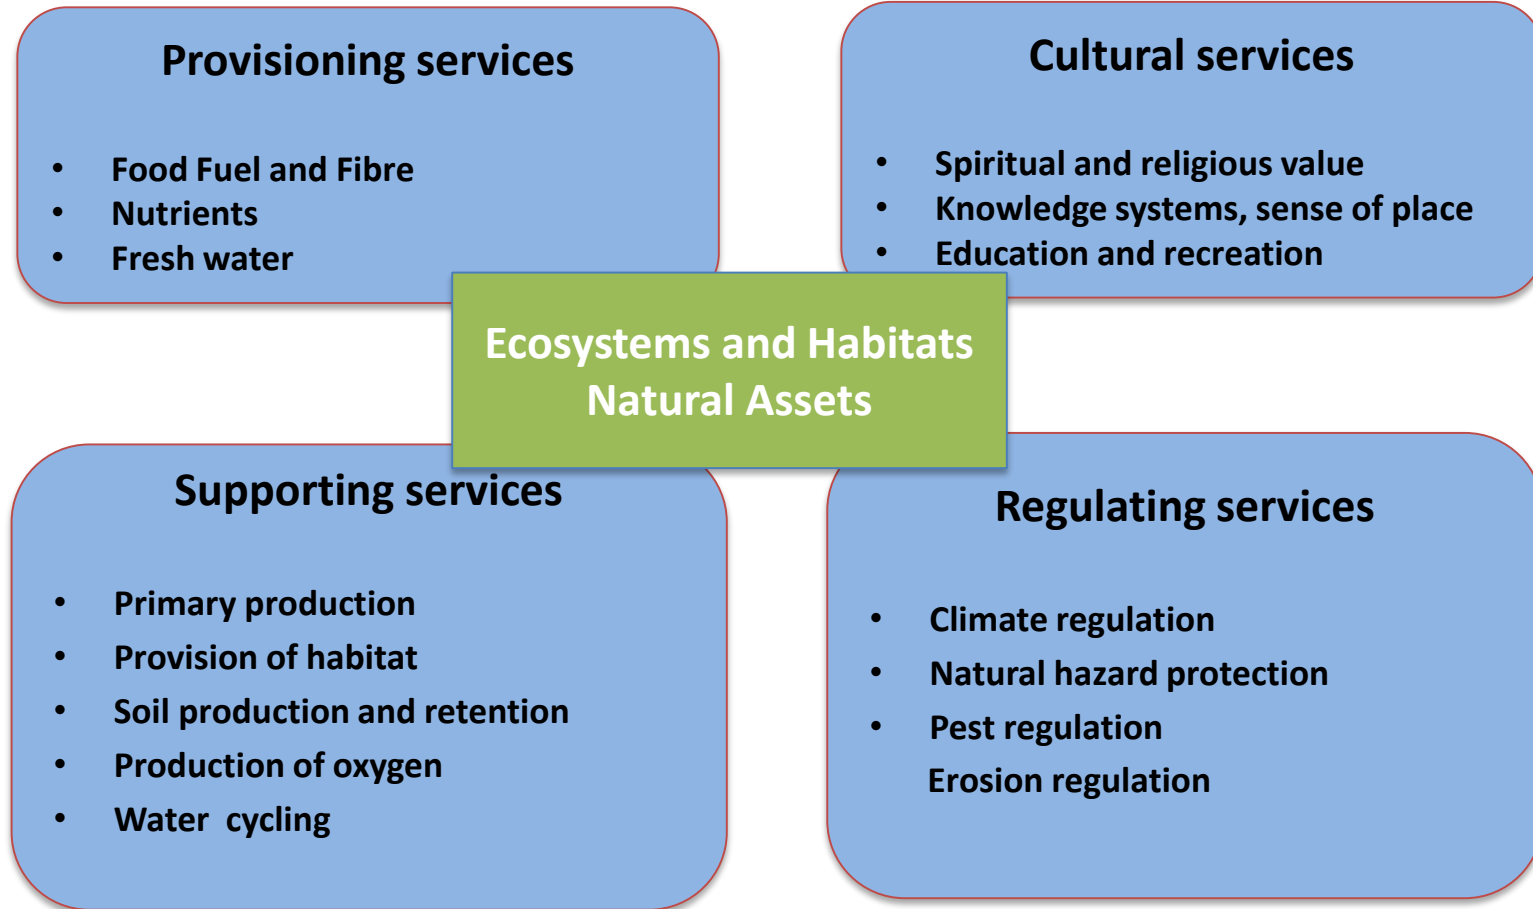 Provisioning services
• Food Fuel and Fibre
• Nutrients
• Fresh water
Cultural services
• Spiritual and religious value
• Knowledge systems, sense of place
• Education and recreation
Ecosystems and Habitats
Natural Assets
Supporting services
• Primary production
• Provision of habitat
• Soil production and retention
• Production of oxygen
• Water  cycling
Regulating services
• Climate regulation
• Natural hazard protection
• Pest regulation
Erosion regulation